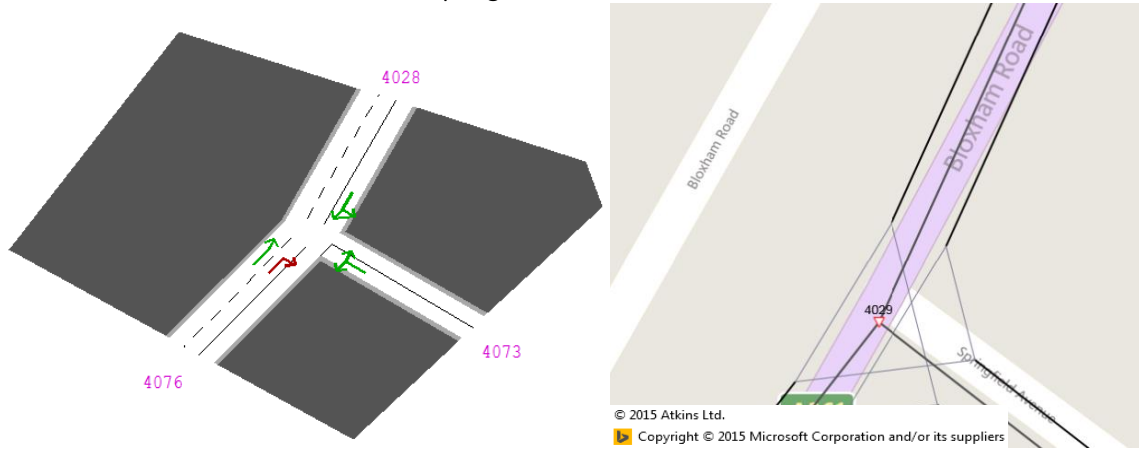 4028
4073
4076
Bloxham Road
Bloxham Road
4029
Springfield Avenue
© 2015 Atkins Ltd.
Copyright © 2015 Microsoft Corporation and/or its suppliers